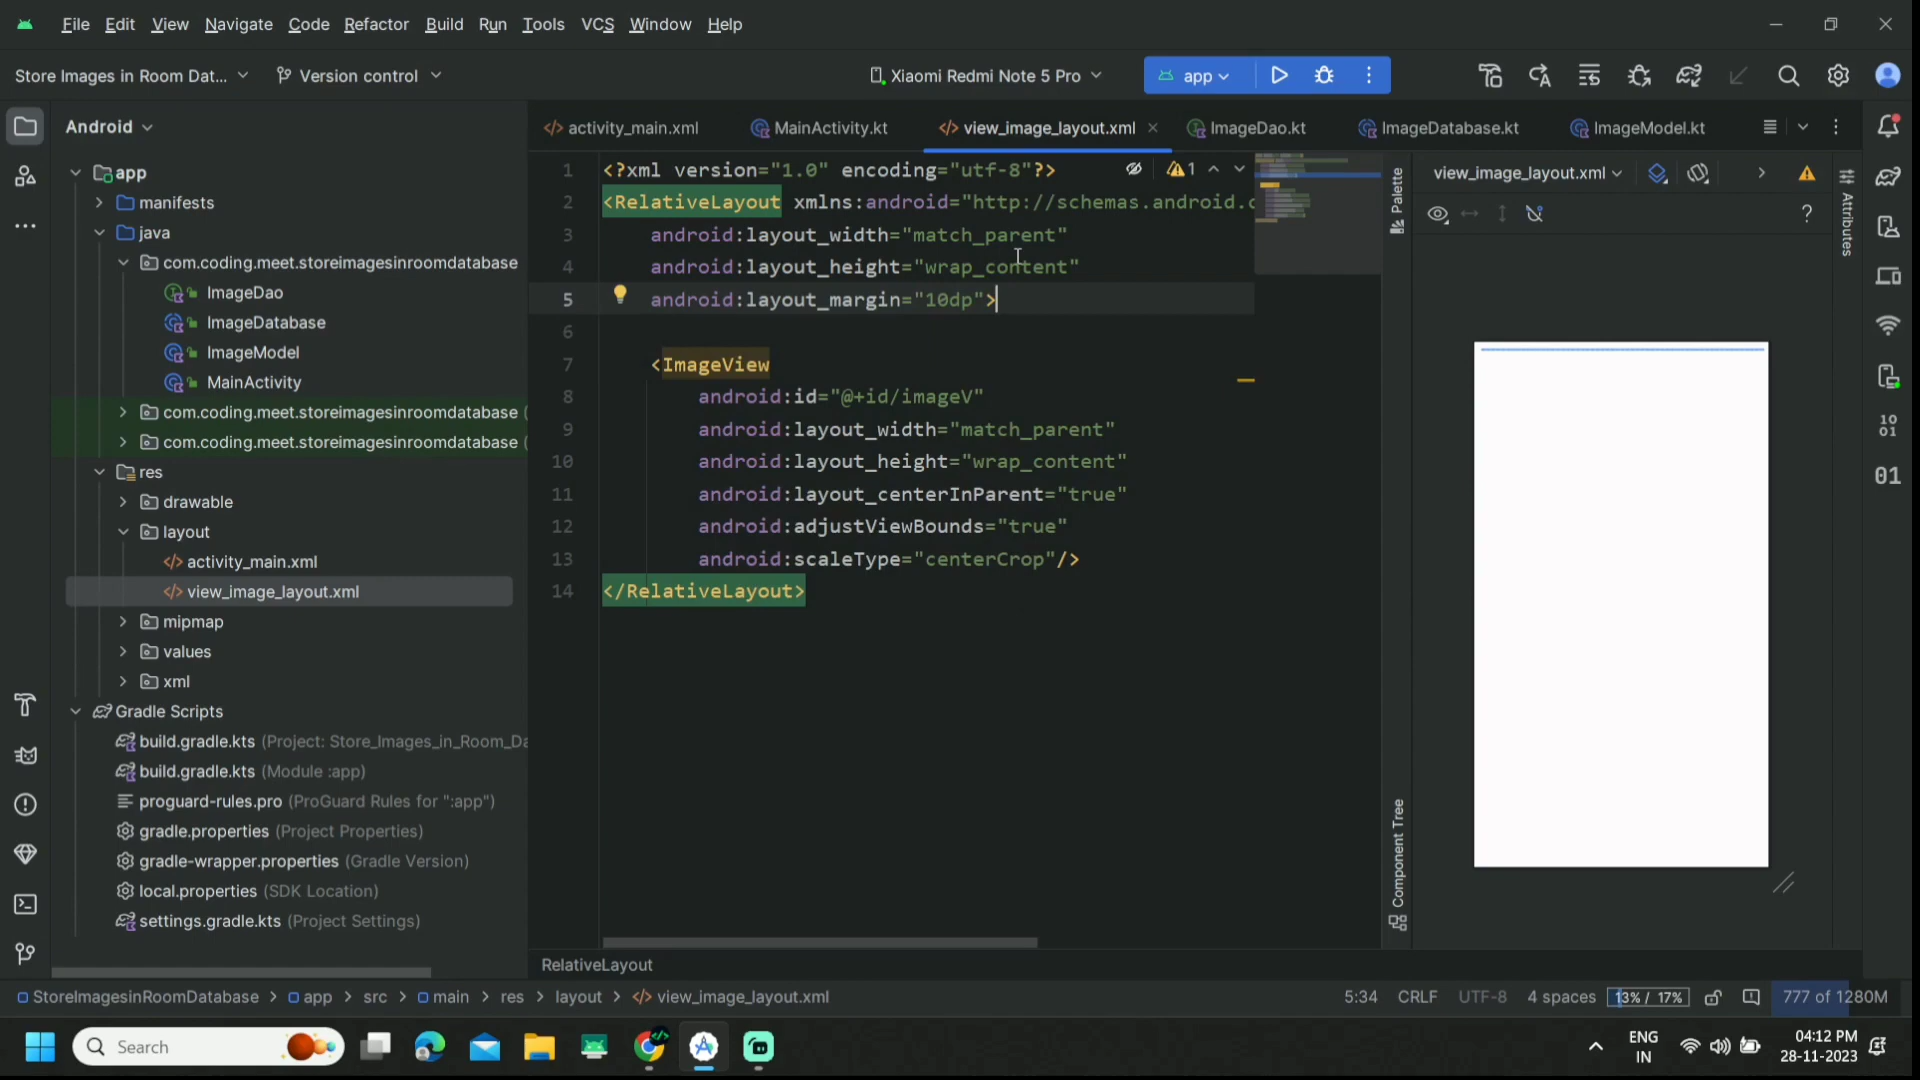 File Edit View Navigate Code Refactor Build Run Tools VCS Window Help
Store Images in Room Dat... Version control Xiaomi Redmi Note 5 Pro app
Android
app
manifests
java
com.coding.meet.storeimagesinroomdatabase
ImageDao
ImageDatabase
ImageModel
MainActivity
com.coding.meet.storeimagesinroomdatabase (
com.coding.meet.storeimagesinroomdatabase (
res
drawable
layout
activity_main.xml
view_image_layout.xml
mipmap
values
xml
Gradle Scripts
build.gradle.kts (Project: Store_Images_in_Room_Da
build.gradle.kts (Module :app)
proguard-rules.pro (ProGuard Rules for ":app")
gradle.properties (Project Properties)
gradle-wrapper.properties (Gradle Version)
local.properties (SDK Location)
settings.gradle.kts (Project Settings)
activity_main.xml MainActivity.kt view_image_layout.xml ImageDao.kt ImageDatabase.kt ImageModel.kt
1 <?xml version="1.0" encoding="utf-8"?> 1
2 <RelativeLayout xmlns:android="http://schemas.android.c
3 android:layout_width="match_parent"
4 android:layout_height="wrap_content"
5 android:layout_margin="10dp">
6
7 <ImageView
8 android:id="@+id/imageV"
9 android:layout_width="match_parent"
10 android:layout_height="wrap_content"
11 android:layout_centerInParent="true"
12 android:adjustViewBounds="true"
13 android:scaleType="centerCrop"/>
14 </RelativeLayout>
RelativeLayout
Palette
Component Tree
view_image_layout.xml
?
Attributes
10
01
01
StoreImagesinRoomDatabase > app > src > main > res > layout > view_image_layout.xml 5:34 CRLF UTF-8 4 spaces 13% / 17% 777 of 1280M
Search
ENG
IN
04:12 PM
28-11-2023